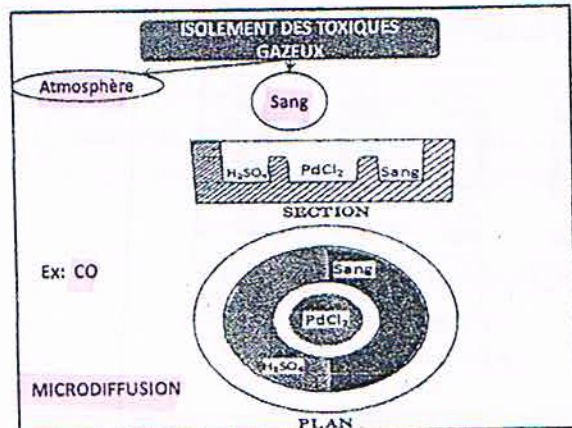 ISOLEMENT DES TOXIQUES
GAZEUX
Atmosphère
Sang
H₂SO₄ PdCl₂ Sang
SECTION
Ex: CO
Sang
PdCl₂
H₂SO₄
MICRODIFFUSION
PLAN